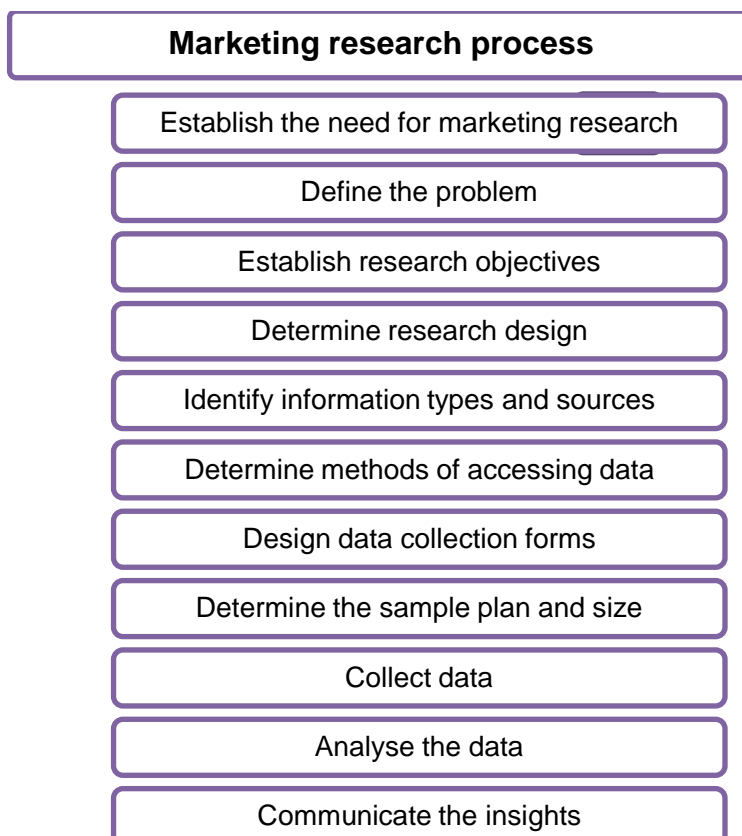 Marketing research process
Establish the need for marketing research
Define the problem
Establish research objectives
Determine research design
Identify information types and sources
Determine methods of accessing data
Design data collection forms
Determine the sample plan and size
Collect data
Analyse the data
Communicate the insights